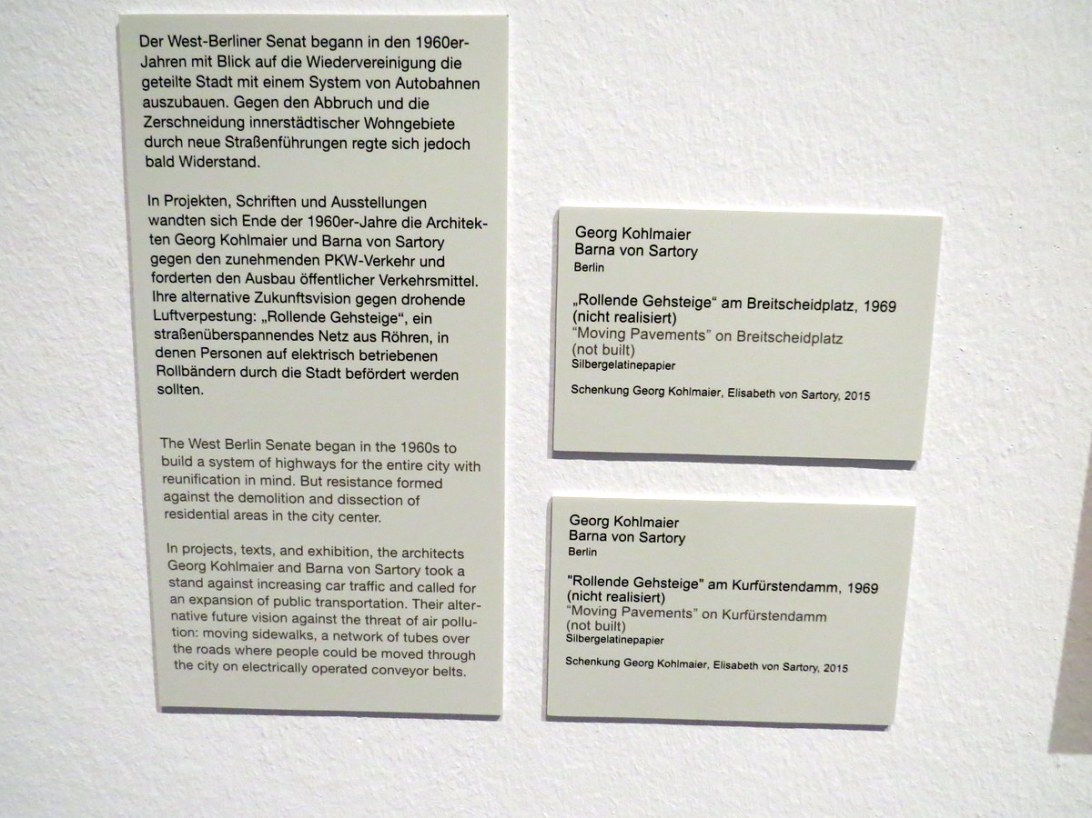 Der West-Berliner Senat begann in den 1960er-
Jahren mit Blick auf die Wiedervereinigung die
geteilte Stadt mit einem System von Autobahnen
auszubauen. Gegen den Abbruch und die
Zerschneidung innerstädtischer Wohngebiete
durch neue Straßenführungen regte sich jedoch
bald Widerstand.
In Projekten, Schriften und Ausstellungen
wandten sich Ende der 1960er-Jahre die Architek-
ten Georg Kohlmaier und Barna von Sartory
gegen den zunehmenden PKW-Verkehr und
forderten den Ausbau öffentlicher Verkehrsmittel.
Ihre alternative Zukunftsvision gegen drohende
Luftverpestung: „Rollende Gehsteige“, ein
straßenüberspannendes Netz aus Röhren, in
denen Personen auf elektrisch betriebenen
Rollbändern durch die Stadt befördert werden
sollten.
The West Berlin Senate began in the 1960s to
build a system of highways for the entire city with
reunification in mind. But resistance formed
against the demolition and dissection of
residential areas in the city center.
In projects, texts, and exhibition, the architects
Georg Kohlmaier and Barna von Sartory took a
stand against increasing car traffic and called for
an expansion of public transportation. Their alter-
native future vision against the threat of air pollu-
tion: moving sidewalks, a network of tubes over
the roads where people could be moved through
the city on electrically operated conveyor belts.
Georg Kohlmaier
Barna von Sartory
Berlin
„Rollende Gehsteige“ am Breitscheidplatz, 1969
(nicht realisiert)
“Moving Pavements” on Breitscheidplatz
(not built)
Silbergelatinepapier
Schenkung Georg Kohlmaier, Elisabeth von Sartory, 2015
Georg Kohlmaier
Barna von Sartory
Berlin
"Rollende Gehsteige" am Kurfürstendamm, 1969
(nicht realisiert)
“Moving Pavements” on Kurfürstendamm
(not built)
Silbergelatinepapier
Schenkung Georg Kohlmaier, Elisabeth von Sartory, 2015